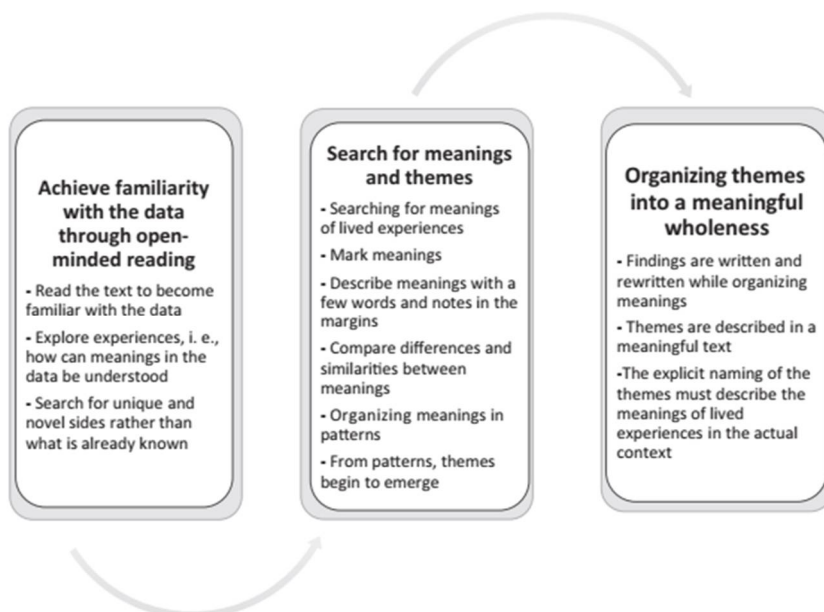 Achieve familiarity
with the data
through open-
minded reading
- Read the text to become
familiar with the data
- Explore experiences, i. e.,
how can meanings in the
data be understood
- Search for unique and
novel sides rather than
what is already known
Search for meanings
and themes
- Searching for meanings
of lived experiences
- Mark meanings
- Describe meanings with a
few words and notes in the
margins
- Compare differences and
similarities between
meanings
- Organizing meanings in
patterns
- From patterns, themes
begin to emerge
Organizing themes
into a meaningful
wholeness
- Findings are written and
rewritten while organizing
meanings
- Themes are described in a
meaningful text
-The explicit naming of the
themes must describe the
meanings of lived
experiences in the actual
context